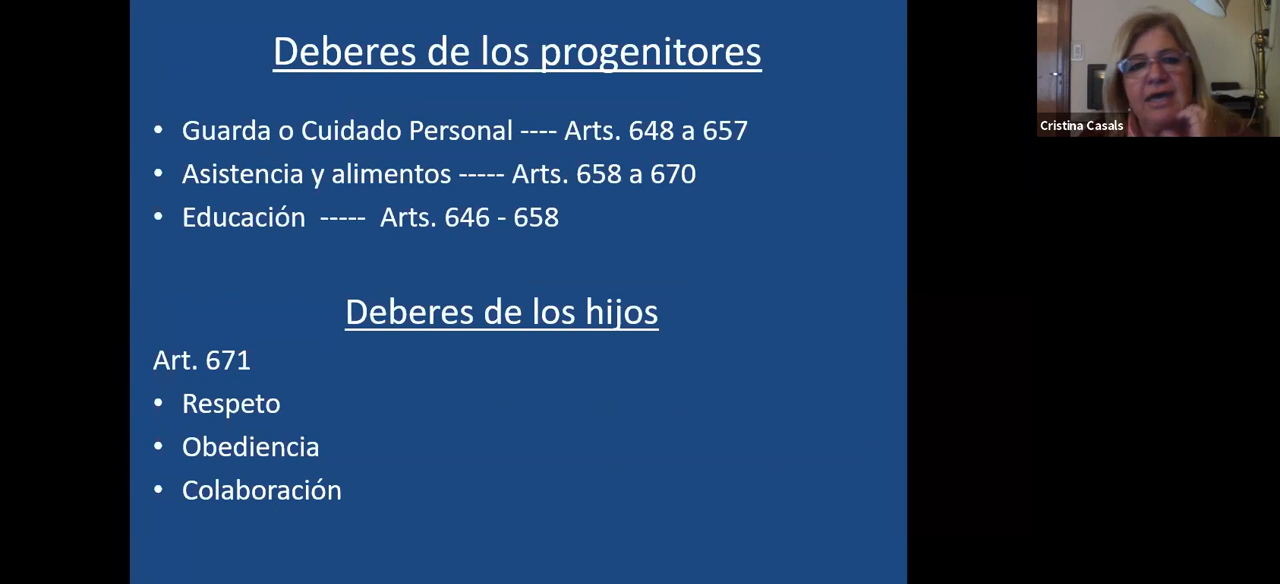 Deberes de los progenitores
• Guarda o Cuidado Personal ---- Arts. 648 a 657
• Asistencia y alimentos ----- Arts. 658 a 670
• Educación ----- Arts. 646 - 658
Deberes de los hijos
Art. 671
• Respeto
• Obediencia
• Colaboración
Cristina Casals